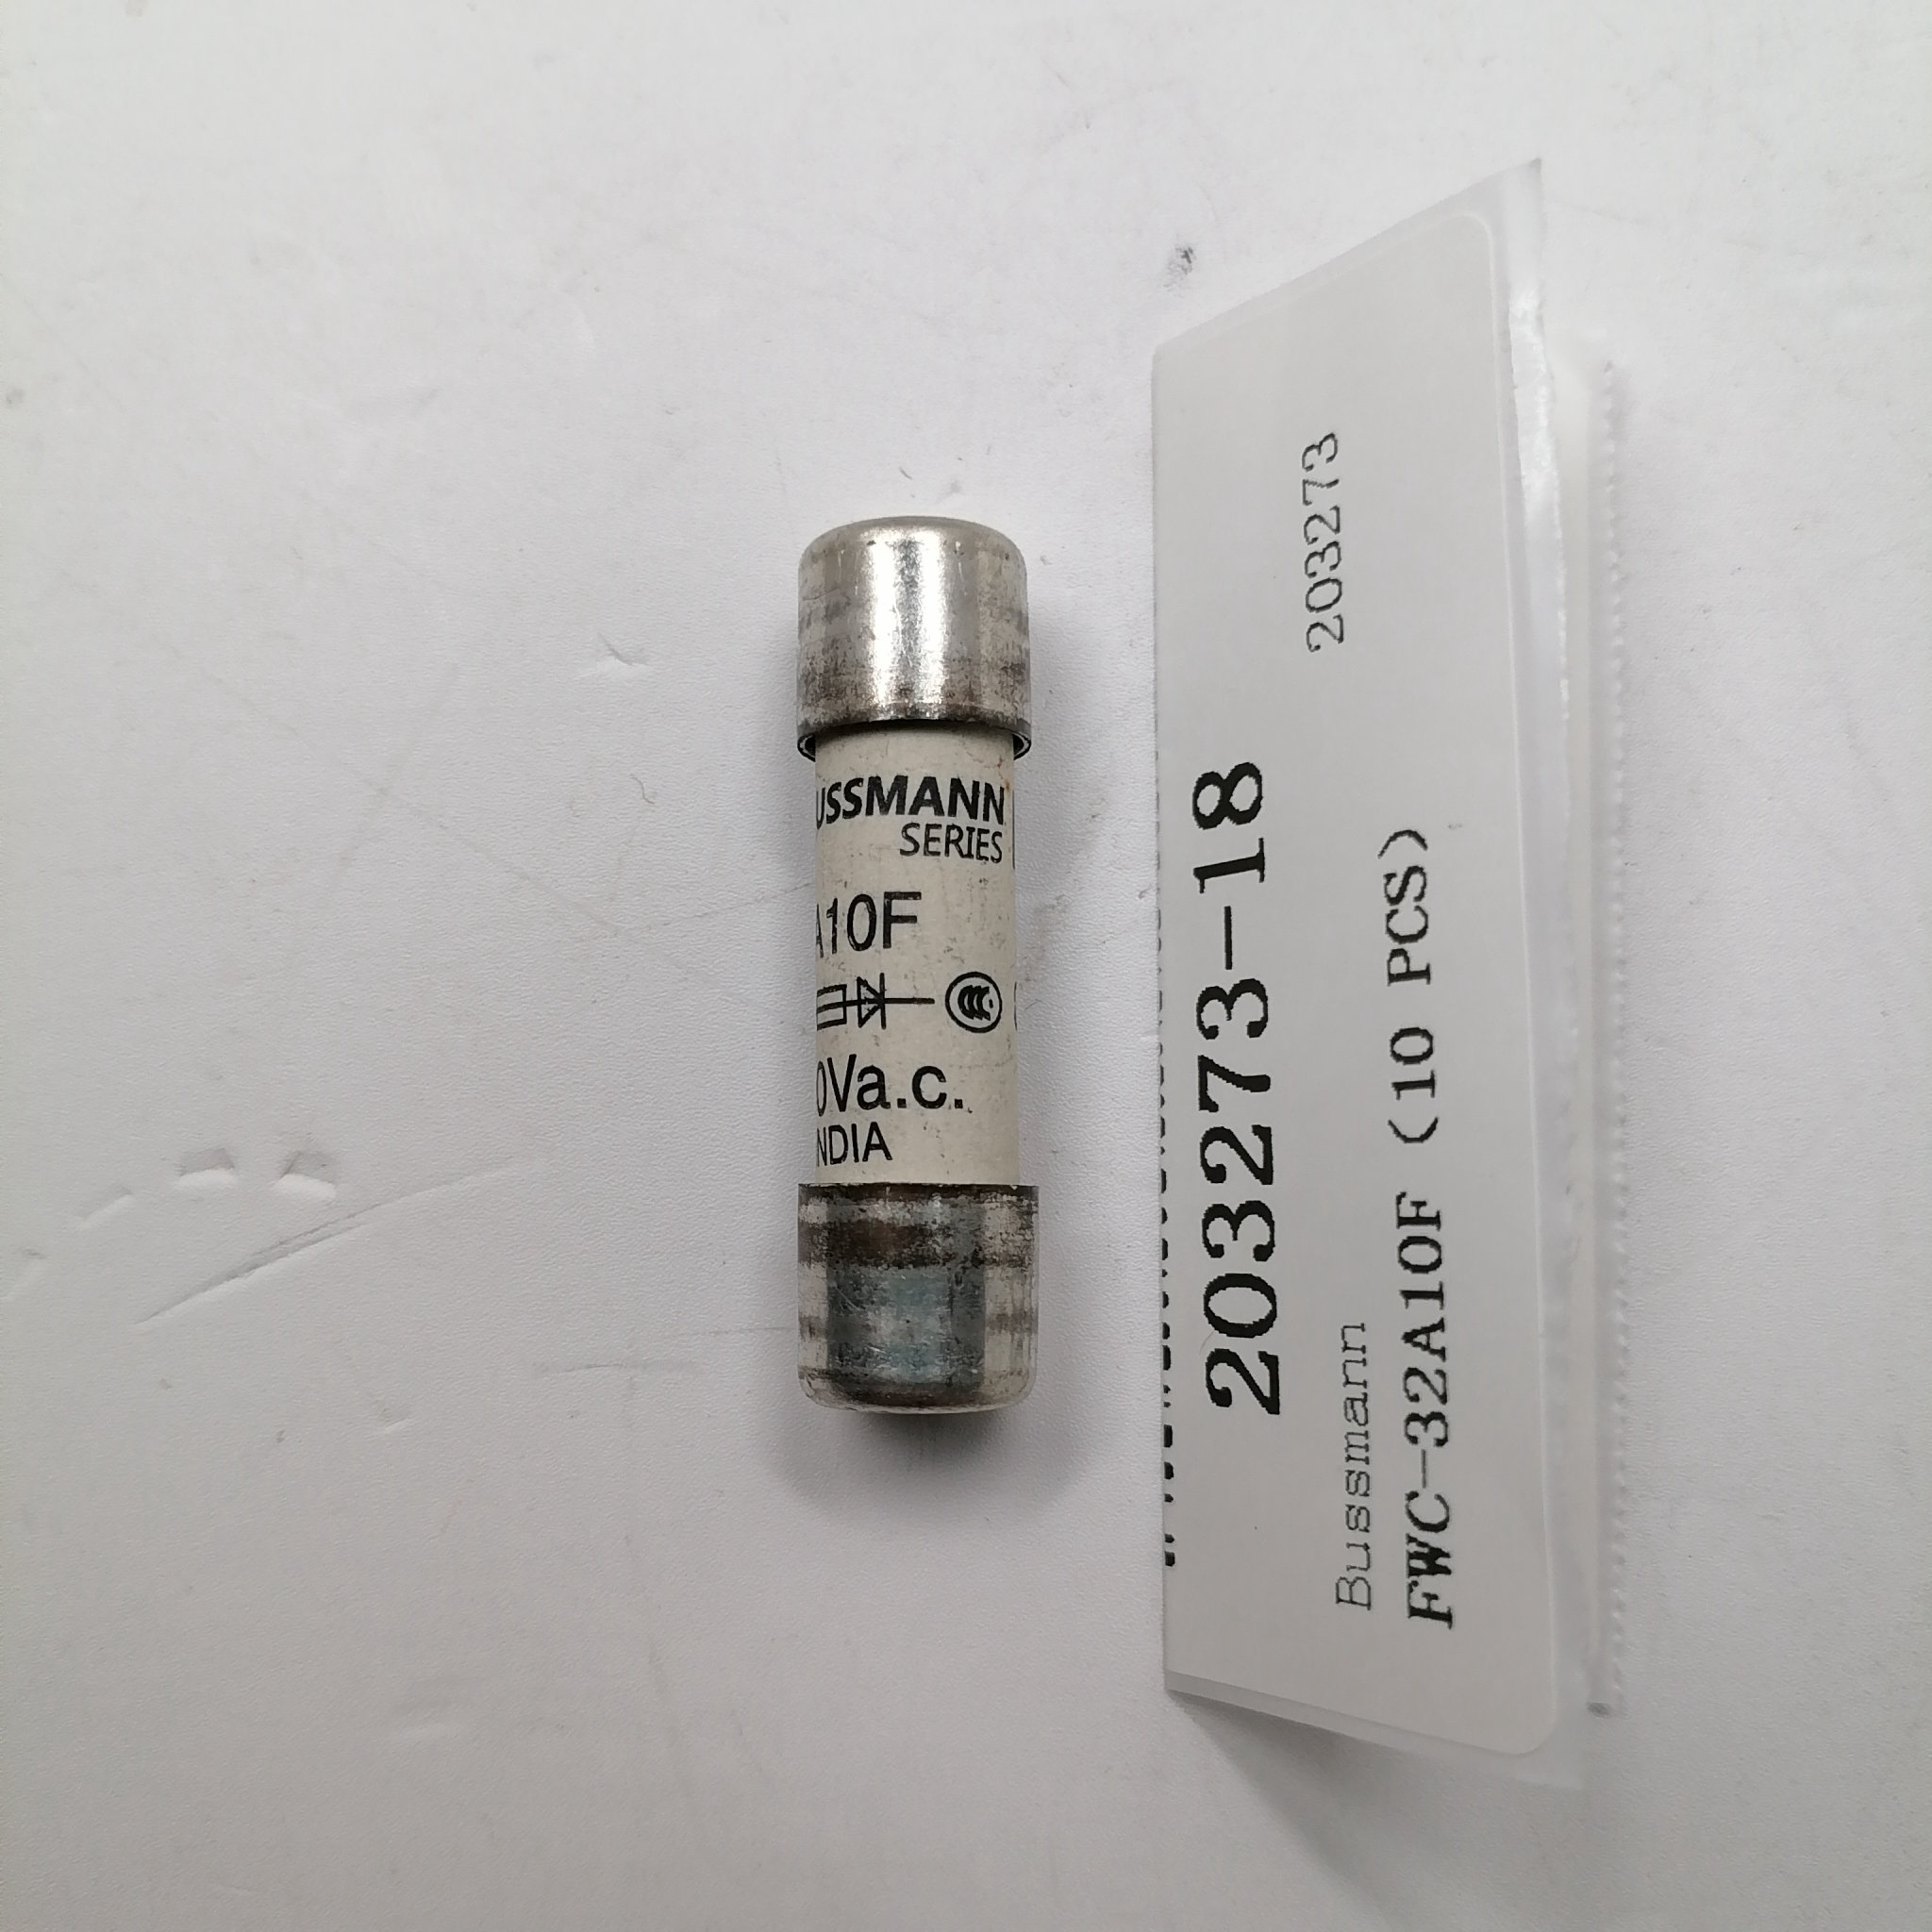 USSMANN
SERIES
A10F
0Va.c.
NDIA
203273-18
203273
Bussmann
FWC-32A10F (10 PCS)